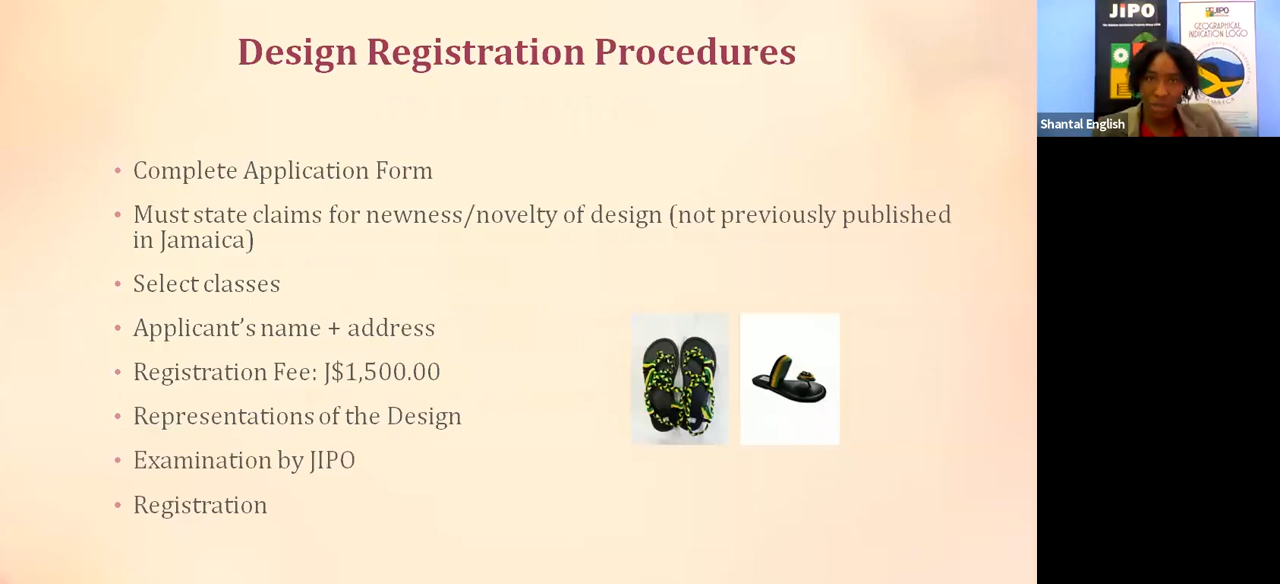 Design Registration Procedures
• Complete Application Form
• Must state claims for newness/novelty of design (not previously published
in Jamaica)
• Select classes
• Applicant's name + address
• Registration Fee: J$1,500.00
• Representations of the Design
• Examination by JIPO
• Registration
JIPO
JIPO
GEOGRAPHICAL
INDICATION LOGO
Shantal English